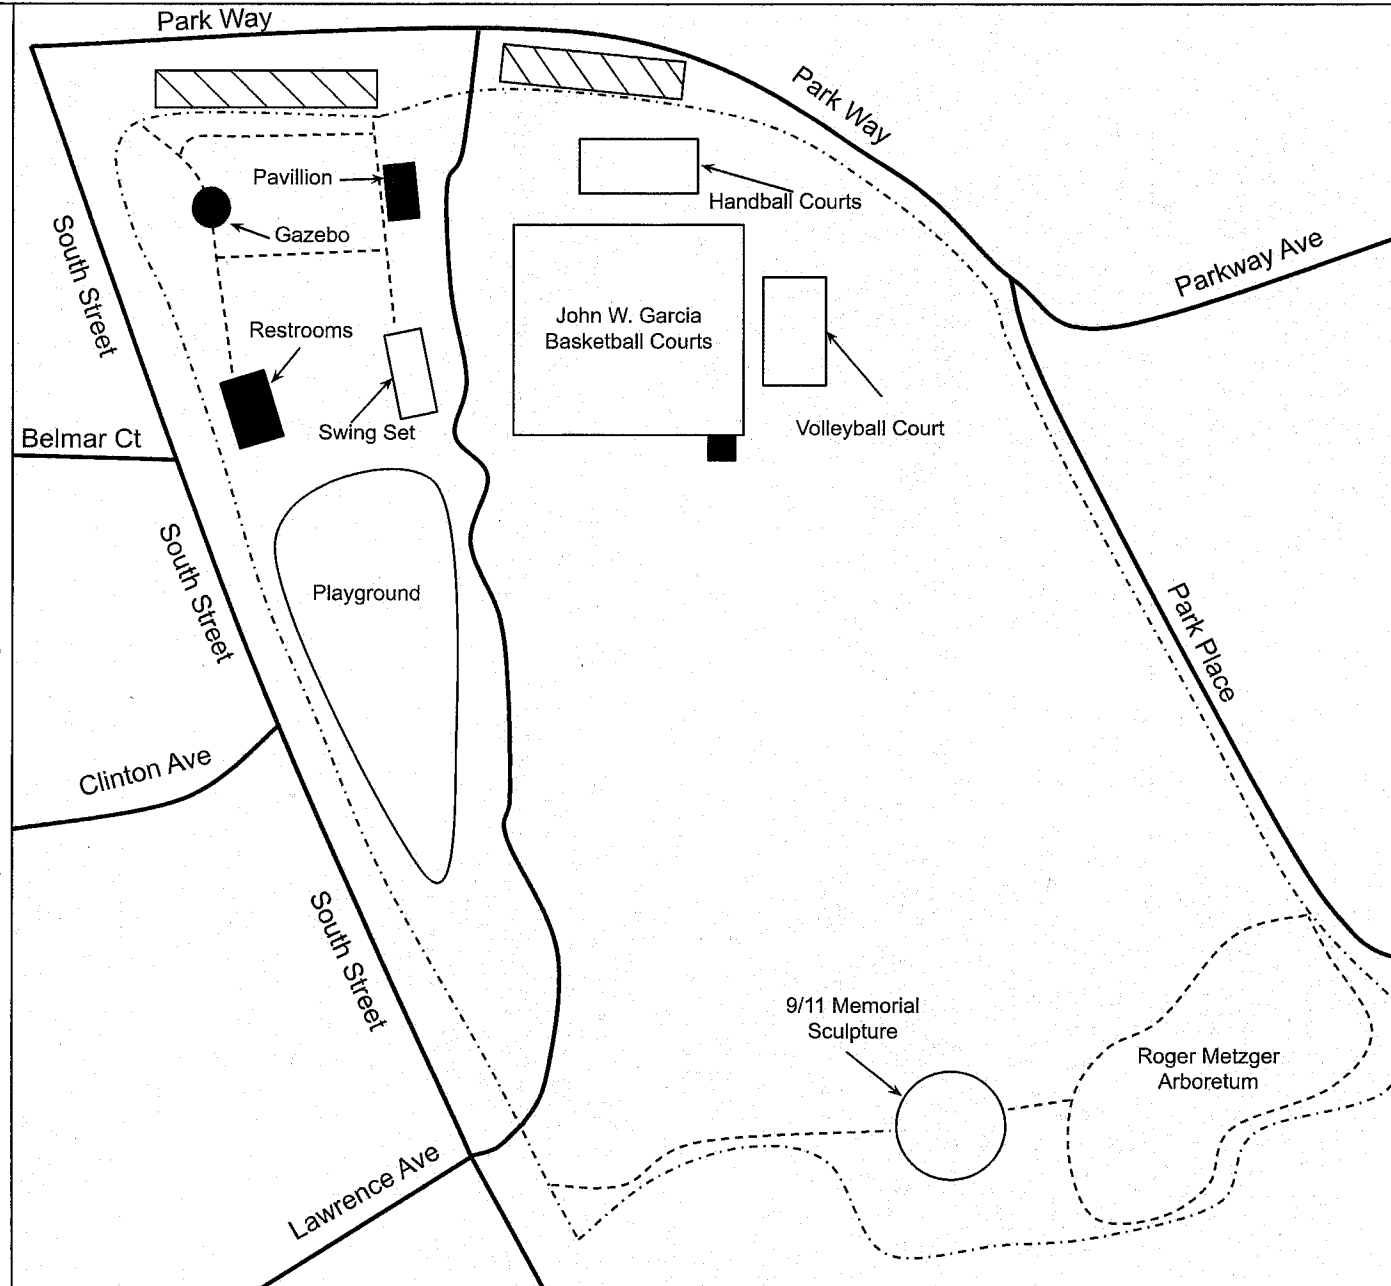 Park Way
Park Way
Pavillion
Handball Courts
Gazebo
South Street
Parkway Ave
Restrooms
John W. Garcia
Basketball Courts
Swing Set
Volleyball Court
Belmar Ct
South Street
Playground
Park Place
Clinton Ave
South Street
9/11 Memorial
Sculpture
Roger Metzger
Arboretum
Lawrence Ave